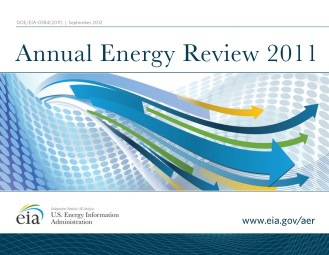 DOE/EIA-0384(2011) | September 2012
Annual Energy Review 2011
eia
Independent Statistics & Analysis
U.S. Energy Information
Administration
www.eia.gov/aer